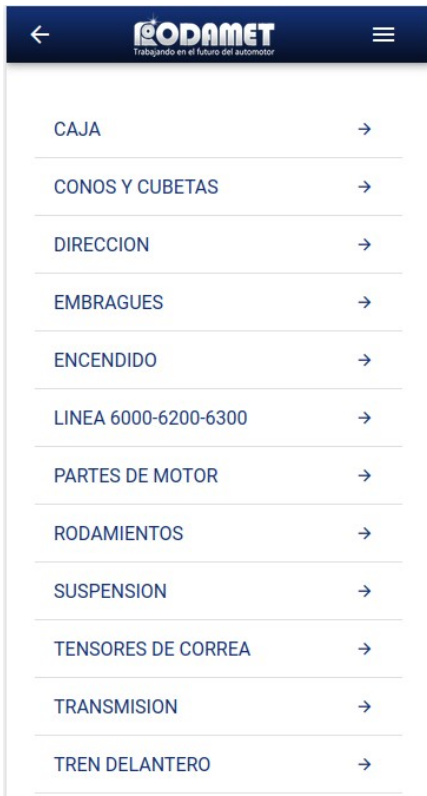 RODAMET
Trabajando en el futuro del automotor
CAJA
CONOS Y CUBETAS
DIRECCION
EMBRAGUES
ENCENDIDO
LINEA 6000-6200-6300
PARTES DE MOTOR
RODAMIENTOS
SUSPENSION
TENSORES DE CORREA
TRANSMISION
TREN DELANTERO